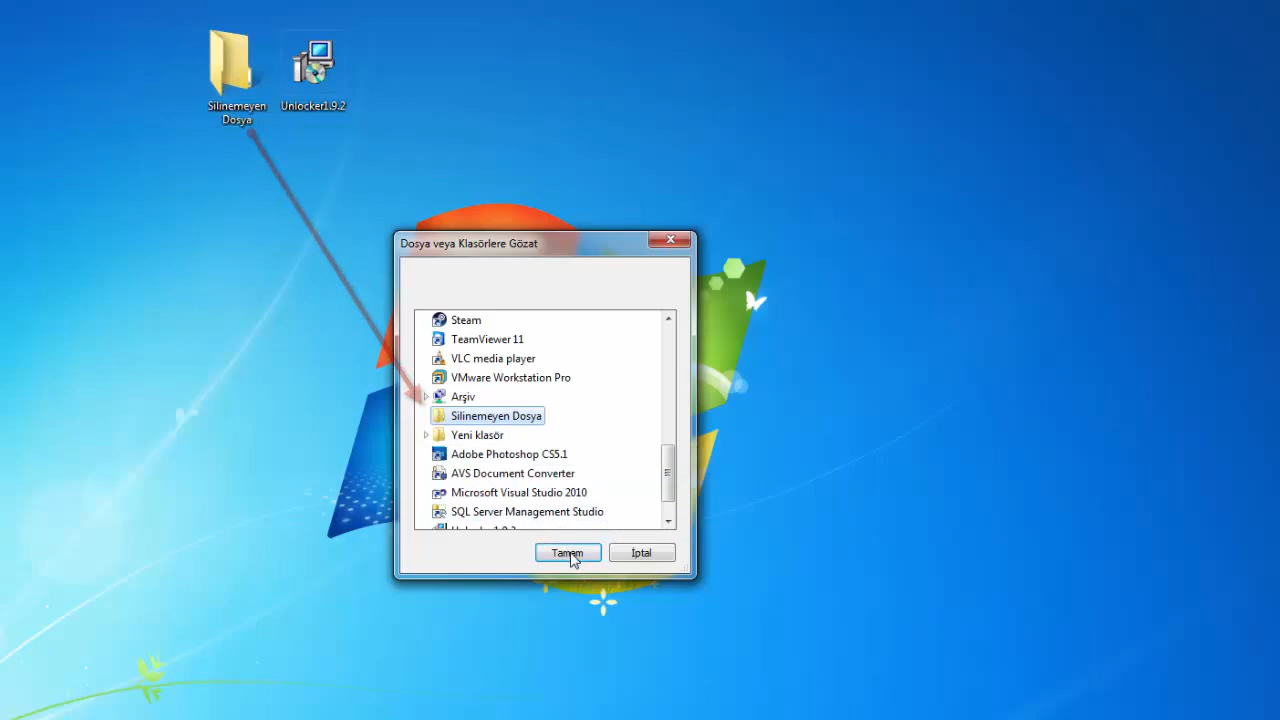 Silinemeyen
Dosya
Unlocker1.9.2
Dosya veya Klasörlere Gözat
Steam
TeamViewer 11
VLC media player
VMware Workstation Pro
Arşiv
Silinemeyen Dosya
Yeni klasör
Adobe Photoshop CS5.1
AVS Document Converter
Microsoft Visual Studio 2010
SQL Server Management Studio
Tamam
İptal